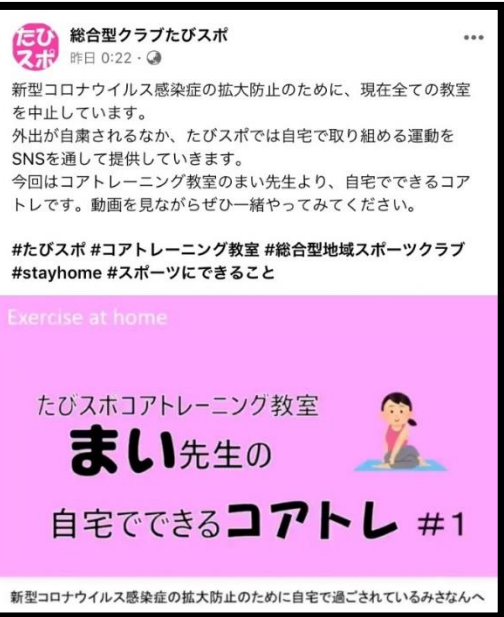 たび
スポ
総合型クラブたびスポ
昨日 0:22 ·
新型コロナウイルス感染症の拡大防止のために、現在全ての教室
を中止しています。
外出が自粛されるなか、たびスポでは自宅で取り組める運動を
SNSを通して提供していきます。
今回はコアトレーニング教室のまい先生より、自宅でできるコア
トレです。動画を見ながらぜひ一緒やってみてください。
#たびスポ #コアトレーニング教室 #総合型地域スポーツクラブ
#stayhome #スポーツにできること
Exercise at home
たびスホコアトレーニング教室
まい先生の
自宅でできるコアトレ #1
新型コロナウイルス感染症の拡大防止のために自宅で過ごされているみさなんへ